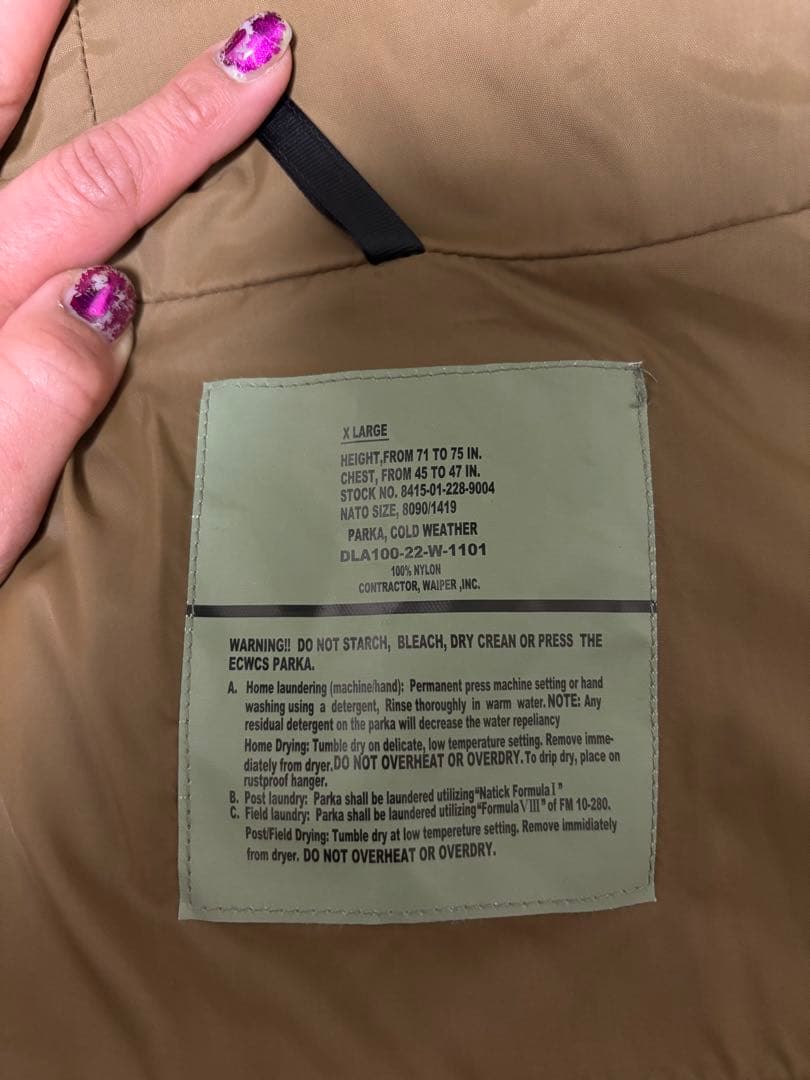 X LARGE
HEIGHT,FROM 71 TO 75 IN.
CHEST, FROM 45 TO 47 IN.
STOCK NO. 8415-01-228-9004
NATO SIZE, 8090/1419
PARKA, COLD WEATHER
DLA100-22-W-1101
100% NYLON
CONTRACTOR, WAIPER ,INC.
WARNING!! DO NOT STARCH, BLEACH, DRY CREAN OR PRESS THE
ECWCS PARKA.
A. Home laundering (machine/hand): Permanent press machine setting or hand
washing using a detergent, Rinse thoroughly in warm water. NOTE: Any
residual detergent on the parka will decrease the water repeliancy
Home Drying: Tumble dry on delicate, low temperature setting. Remove imme-
diately from dryer.DO NOT OVERHEAT OR OVERDRY. To drip dry, place on
rustproof hanger.
B. Post laundry: Parka shall be laundered utilizing "Natick Formula I"
C. Field laundry: Parka shall be laundered utilizing "Formula VIII" of FM 10-280.
Post/Field Drying: Tumble dry at low tempereture setting. Remove immidiately
from dryer. DO NOT OVERHEAT OR OVERDRY.